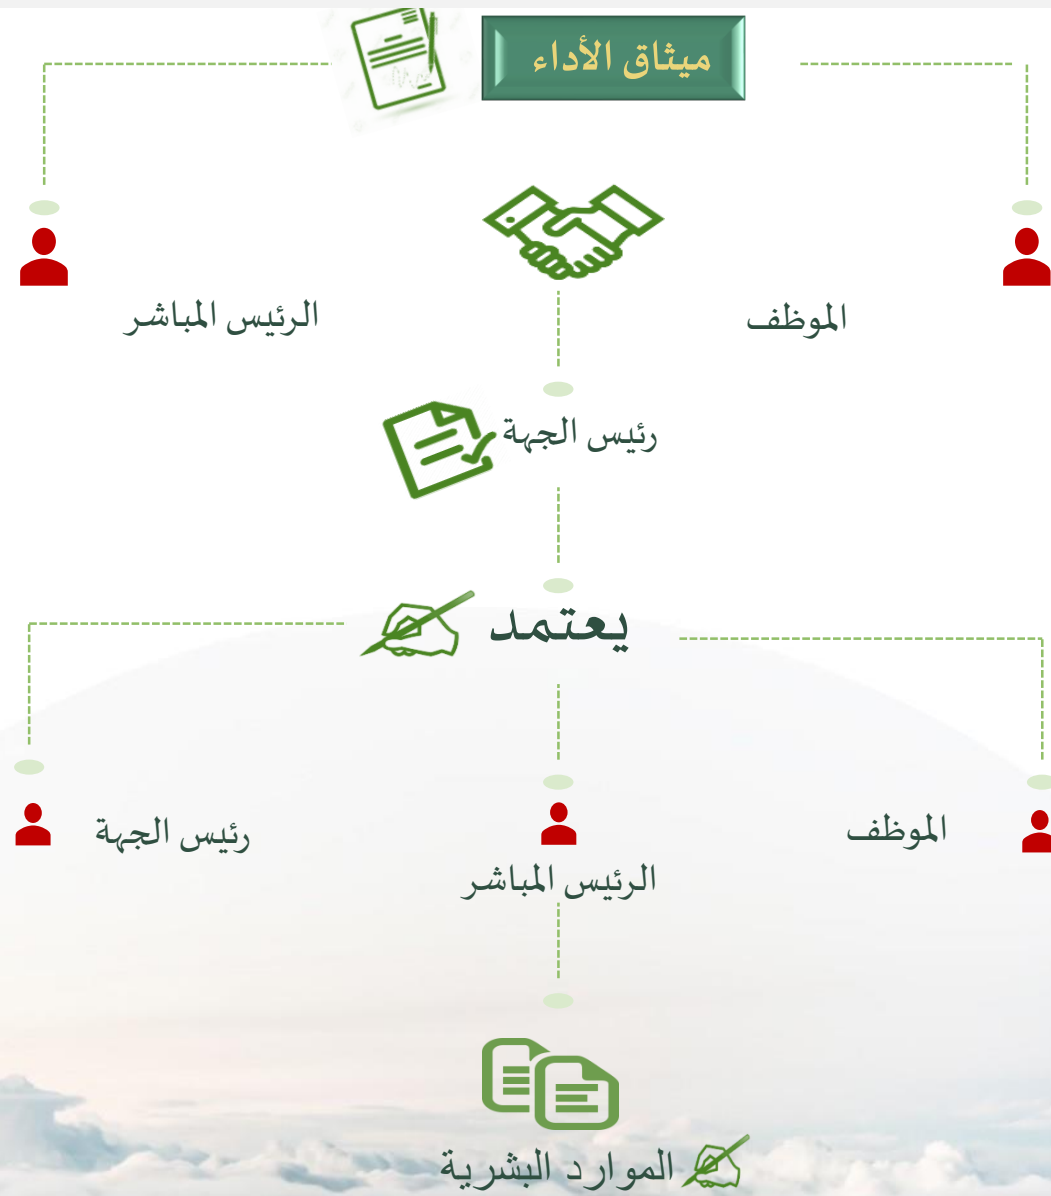 ميثاق الأداء
الموظف
الرئيس المباشر
رئيس الجهة
يعتمد
الموظف
الرئيس المباشر
رئيس الجهة
الموارد البشرية